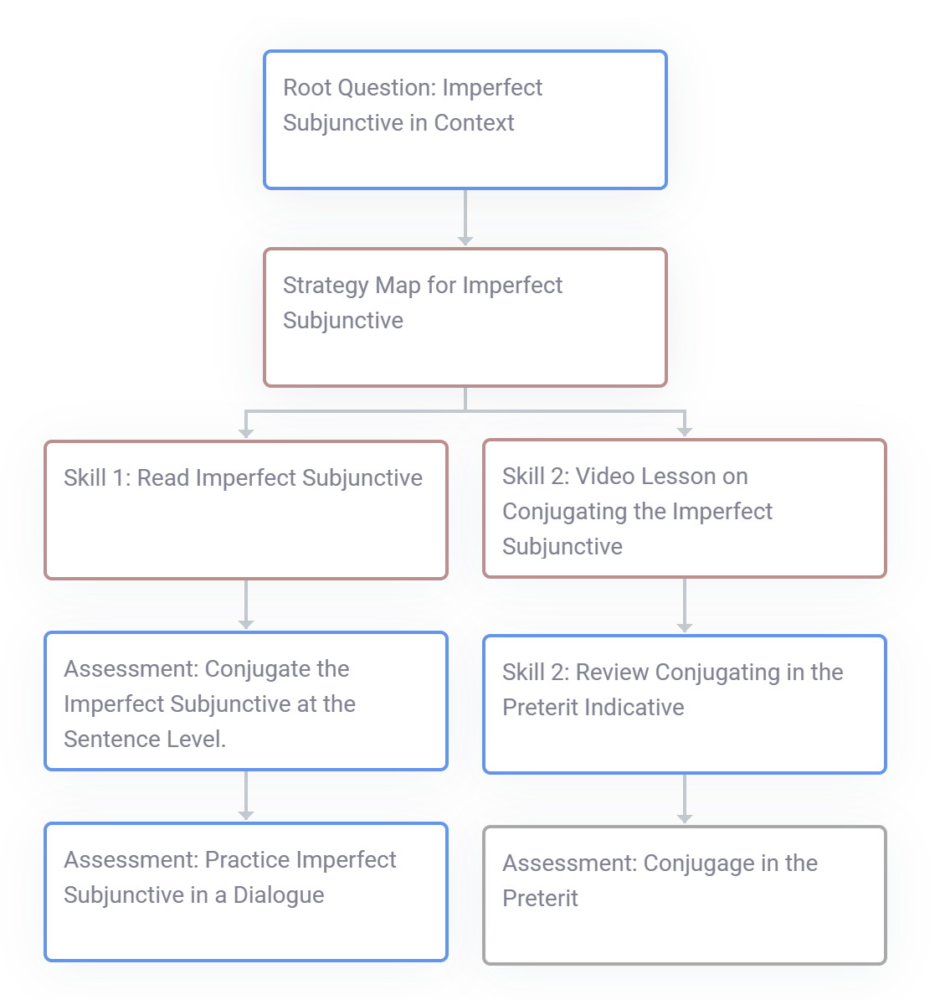 Root Question: Imperfect
Subjunctive in Context
Strategy Map for Imperfect
Subjunctive
Skill 1: Read Imperfect Subjunctive
Skill 2: Video Lesson on
Conjugating the Imperfect
Subjunctive
Assessment: Conjugate the
Imperfect Subjunctive at the
Sentence Level.
Skill 2: Review Conjugating in the
Preterit Indicative
Assessment: Practice Imperfect
Subjunctive in a Dialogue
Assessment: Conjugage in the
Preterit